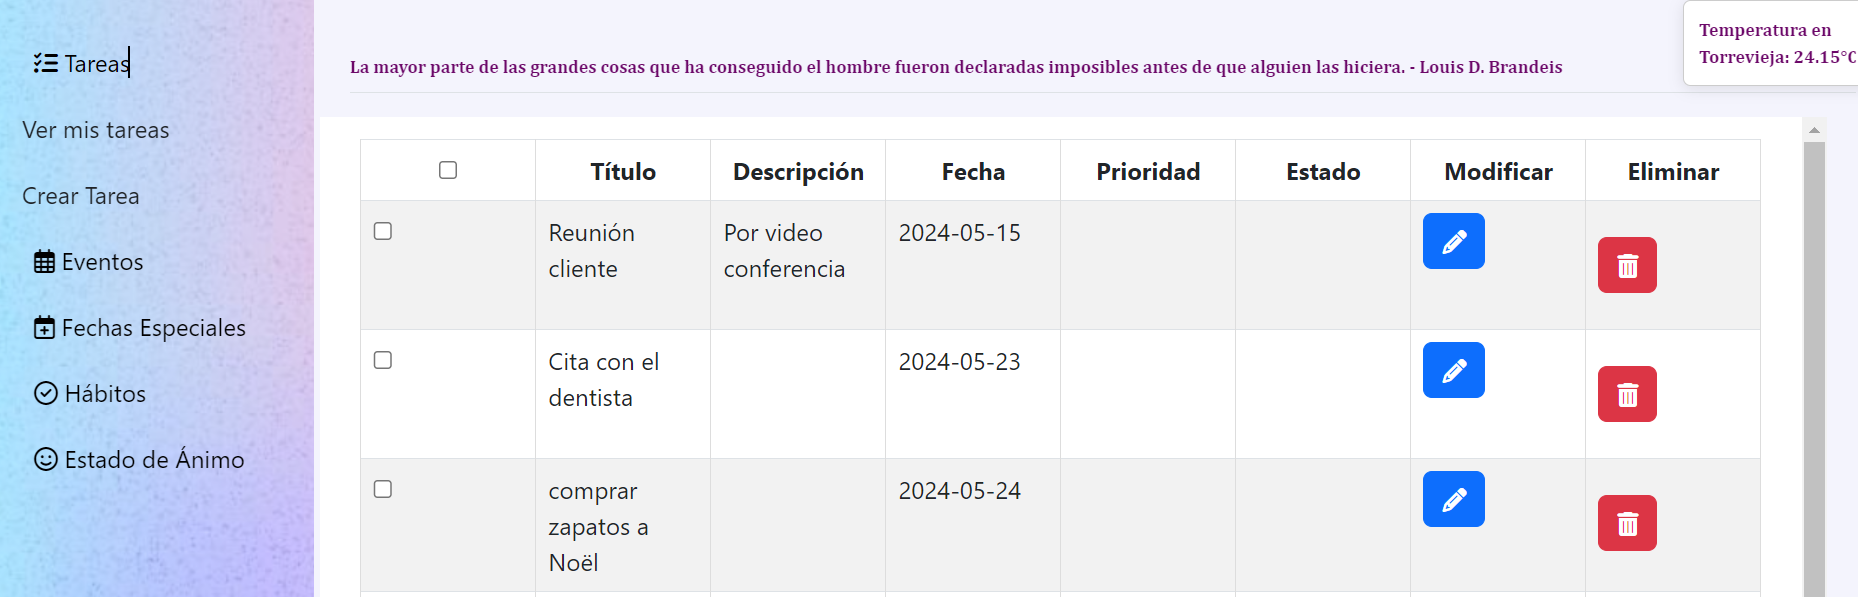 Tareas
Ver mis tareas
Crear Tarea
Eventos
Fechas Especiales
Hábitos
Estado de Ánimo
La mayor parte de las grandes cosas que ha conseguido el hombre fueron declaradas imposibles antes de que alguien las hiciera. - Louis D. Brandeis
Temperatura en
Torrevieja: 24.15°C
Título Descripción Fecha Prioridad Estado Modificar Eliminar
Reunión Por video 2024-05-15
cliente conferencia
Cita con el 2024-05-23
dentista
comprar 2024-05-24
zapatos a
Noël